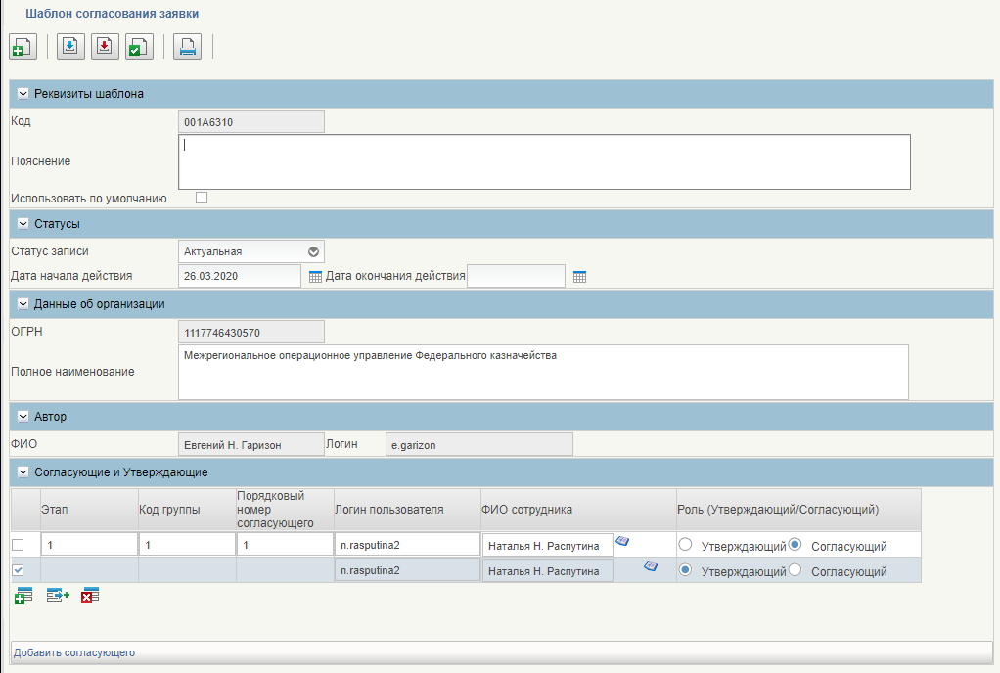 Шаблон согласования заявки
Реквизиты шаблона
Код 001A6310
Пояснение
Использовать по умолчанию
Статусы
Статус записи Актуальная
Дата начала действия 26.03.2020 Дата окончания действия
Данные об организации
ОГРН 1117746430570
Полное наименование Межрегиональное операционное управление Федерального казначейства
Автор
ФИО Евгений Н. Гаризон Логин e.garizon
Согласующие и Утверждающие
Этап Код группы Порядковый номер согласующего Логин пользователя ФИО сотрудника Роль (Утверждающий/Согласующий)
1 1 1 n.rasputina2 Наталья Н. Распутина Утверждающий Согласующий
n.rasputina2 Наталья Н. Распутина Утверждающий Согласующий
Добавить согласующего